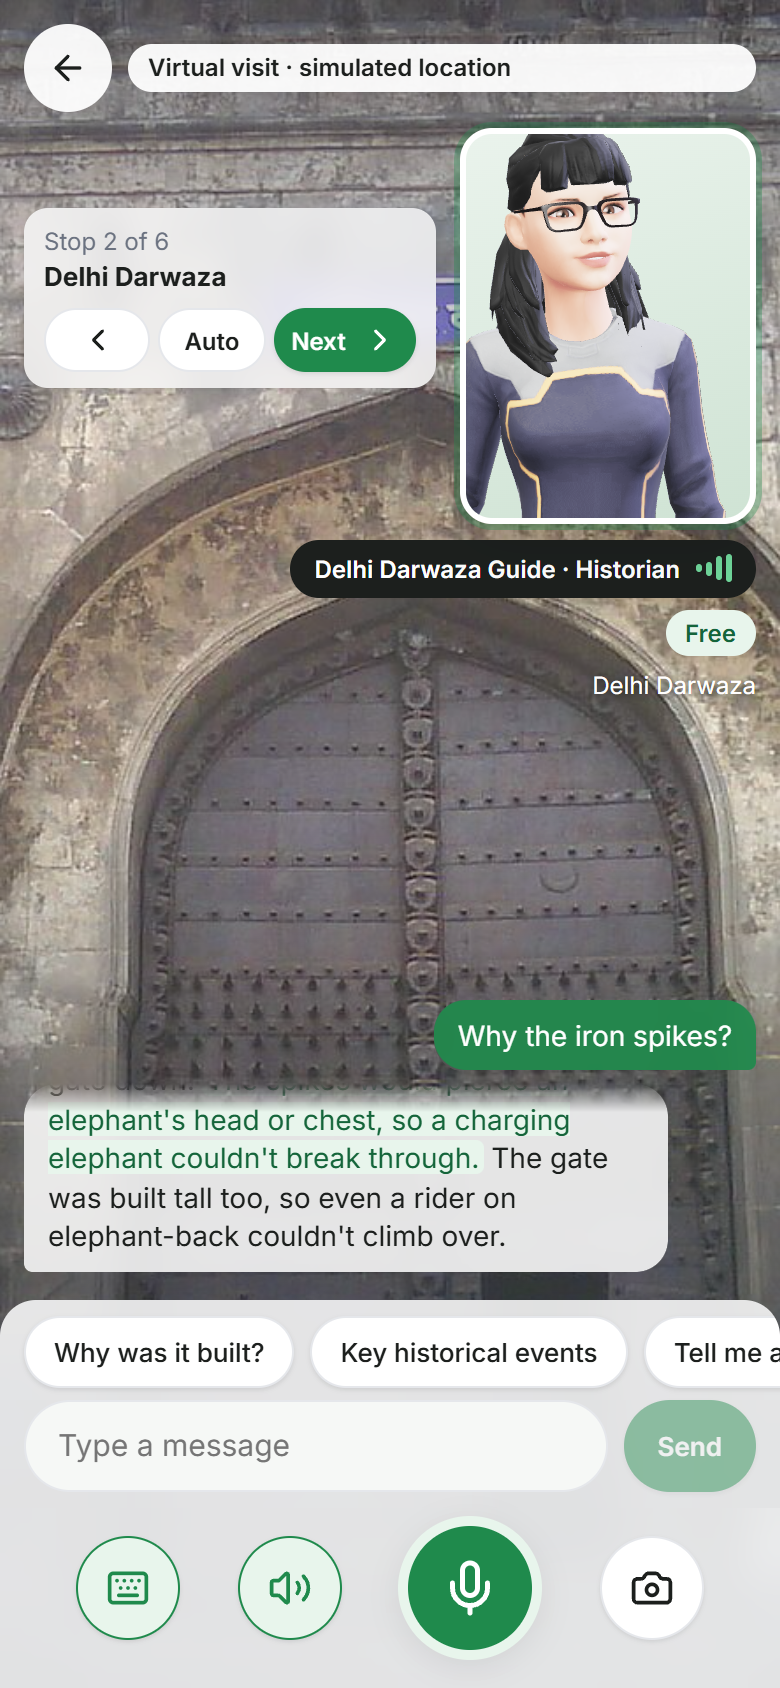 Virtual visit · simulated location
Stop 2 of 6
Delhi Darwaza
Auto
Next
Delhi Darwaza Guide · Historian
Free
Delhi Darwaza
Why the iron spikes?
elephant's head or chest, so a charging
elephant couldn't break through. The gate
was built tall too, so even a rider on
elephant-back couldn't climb over.
Why was it built?
Key historical events
Tell me a
Type a message
Send